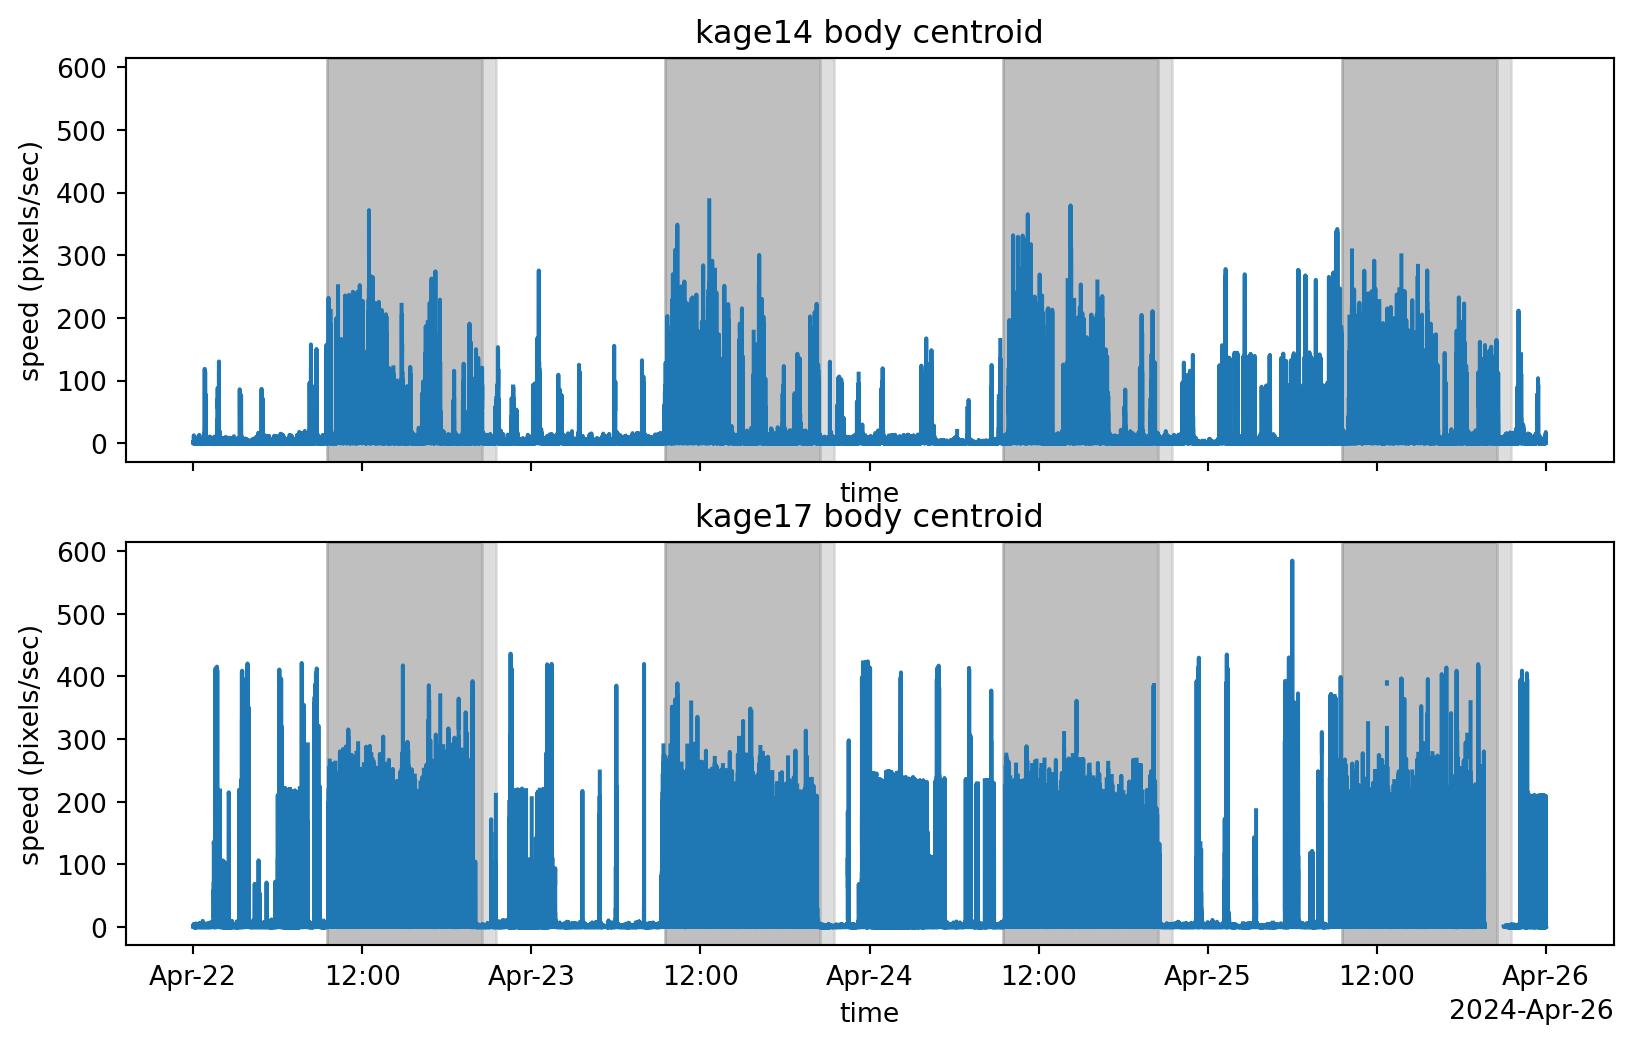 kage14 body centroid
600
500
400
300
200
100
0
speed (pixels/sec)
time
kage17 body centroid
600
500
400
300
200
100
0
speed (pixels/sec)
Apr-22 12:00 Apr-23 12:00 Apr-24 12:00 Apr-25 12:00 Apr-26
time
2024-Apr-26